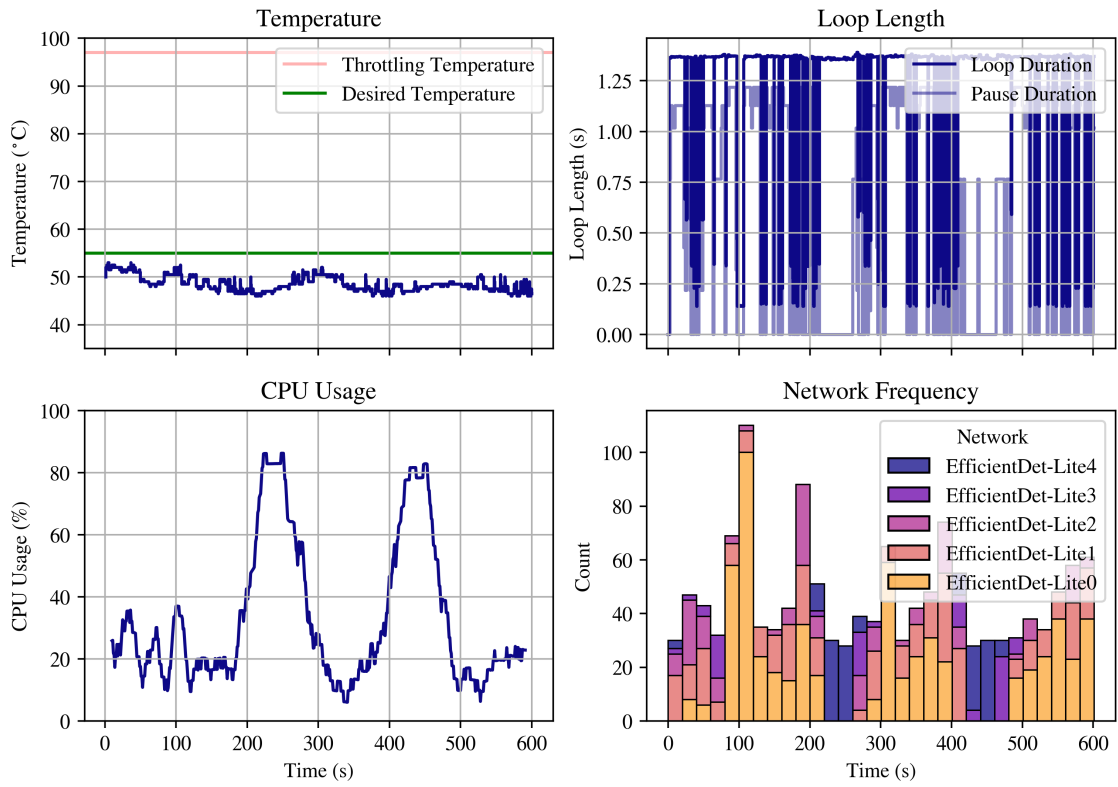 Temperature
100
90
80
70
60
50
40
Temperature (°C)
Throttling Temperature
Desired Temperature
Loop Length
1.25
1.00
0.75
0.50
0.25
0.00
Loop Length (s)
Loop Duration
Pause Duration
CPU Usage
100
80
60
40
20
0
CPU Usage (%)
0 100 200 300 400 500 600
Time (s)
Network Frequency
100
80
60
40
20
0
Count
Network
EfficientDet-Lite4
EfficientDet-Lite3
EfficientDet-Lite2
EfficientDet-Lite1
EfficientDet-Lite0
0 100 200 300 400 500 600
Time (s)